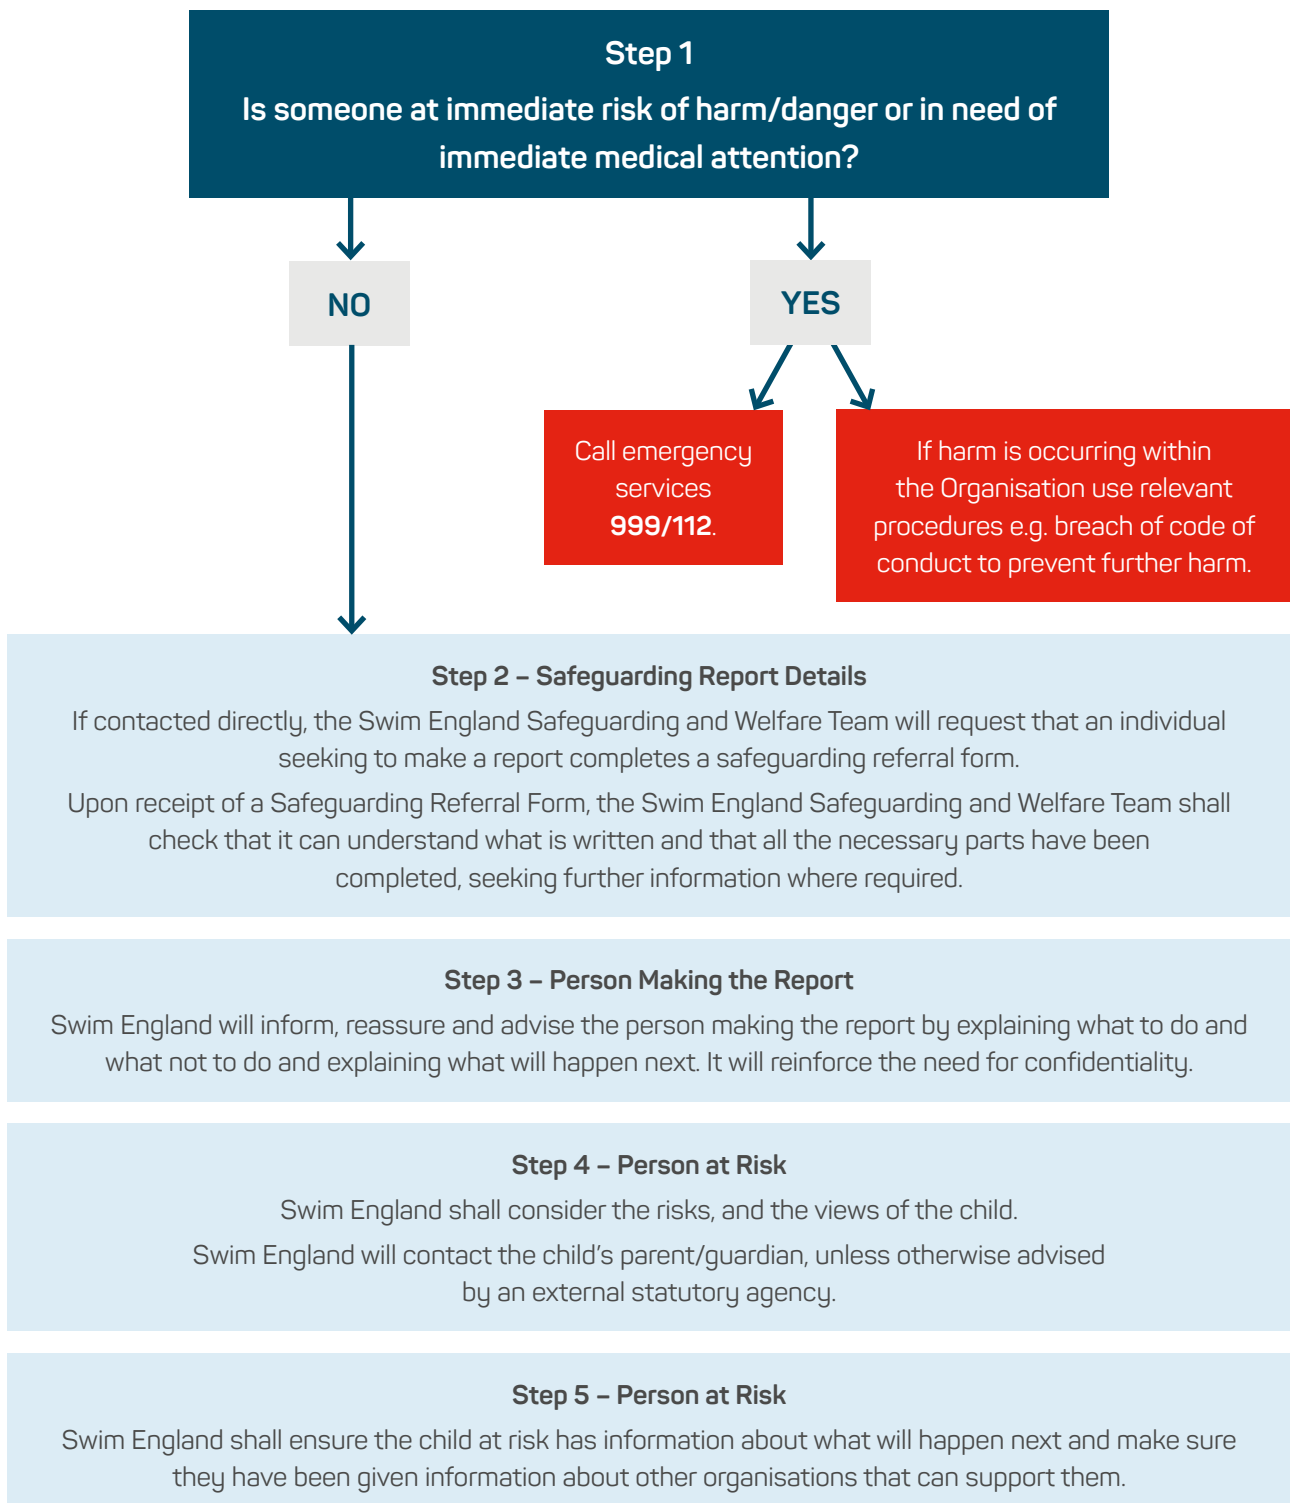 Step 1
Is someone at immediate risk of harm/danger or in need of
immediate medical attention?
NO
YES
Call emergency
services
999/112.
If harm is occurring within
the Organisation use relevant
procedures e.g. breach of code of
conduct to prevent further harm.
Step 2 – Safeguarding Report Details
If contacted directly, the Swim England Safeguarding and Welfare Team will request that an individual
seeking to make a report completes a safeguarding referral form.
Upon receipt of a Safeguarding Referral Form, the Swim England Safeguarding and Welfare Team shall
check that it can understand what is written and that all the necessary parts have been
completed, seeking further information where required.
Step 3 – Person Making the Report
Swim England will inform, reassure and advise the person making the report by explaining what to do and
what not to do and explaining what will happen next. It will reinforce the need for confidentiality.
Step 4 – Person at Risk
Swim England shall consider the risks, and the views of the child.
Swim England will contact the child’s parent/guardian, unless otherwise advised
by an external statutory agency.
Step 5 – Person at Risk
Swim England shall ensure the child at risk has information about what will happen next and make sure
they have been given information about other organisations that can support them.